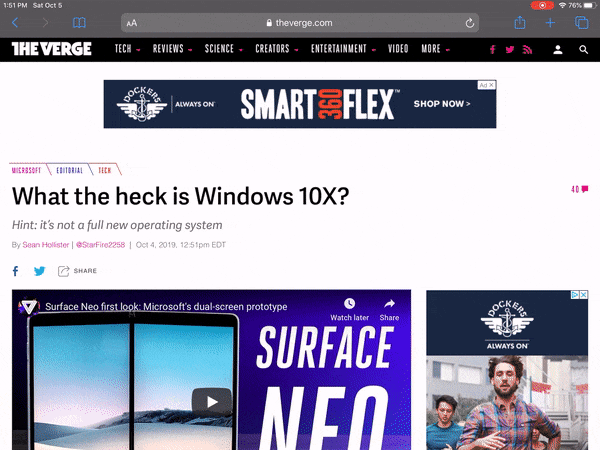 1:51 PM Sat Oct 5
76%
AA
theverge.com
THE VERGE
TECH REVIEWS SCIENCE CREATORS ENTERTAINMENT VIDEO MORE
Ad X
DOCKERS
ALWAYS ON™
SMART 360 FLEX™
SHOP NOW >
MICROSOFT EDITORIAL TECH
What the heck is Windows 10X?
40
Hint: it's not a full new operating system
By Sean Hollister | @StarFire2258 | Oct 4, 2019, 12:51pm EDT
SHARE
Surface Neo first look: Microsoft's dual-screen prototype
Watch later
Share
SURFACE
NEO
DOCKERS
ALWAYS ON™